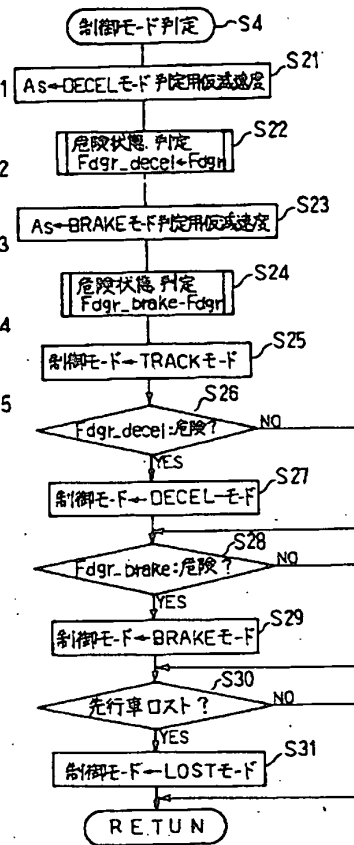 制御モード判定 S4
As←DECELモード判定用仮減速度 S21
1
危険状態判定 S22
Fdgr_decel←Fdgr
2
As←BRAKEモード判定用仮減速度 S23
3
危険状態判定 S24
Fdgr_brake-Fdgr
4
制御モード←TRACKモード S25
5
S26
Fdgr_decel:危険? NO
YES
制御モード←DECELモード S27
S28
Fdgr_brake:危険? NO
YES
制御モード←BRAKEモード S29
S30
先行車ロスト? NO
YES
制御モード←LOSTモード S31
RETUN